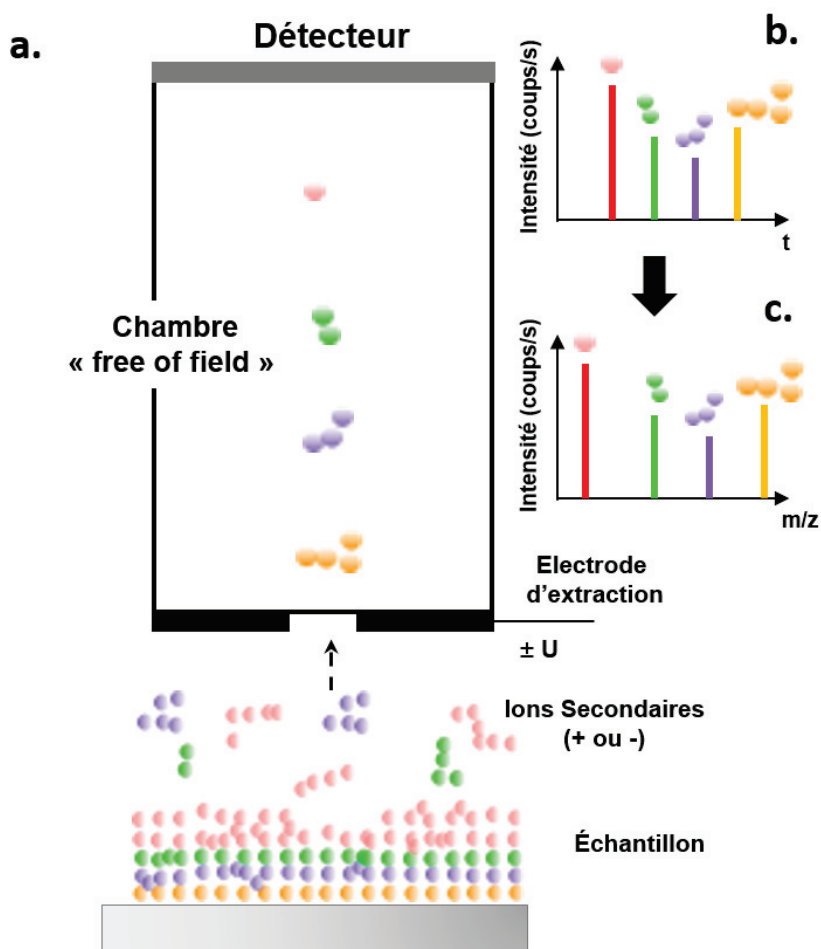 a.
Détecteur
Chambre
« free of field »
Electrode
d'extraction
± U
Ions Secondaires
(+ ou -)
Échantillon
b.
Intensité (coups/s)
t
c.
Intensité (coups/s)
m/z